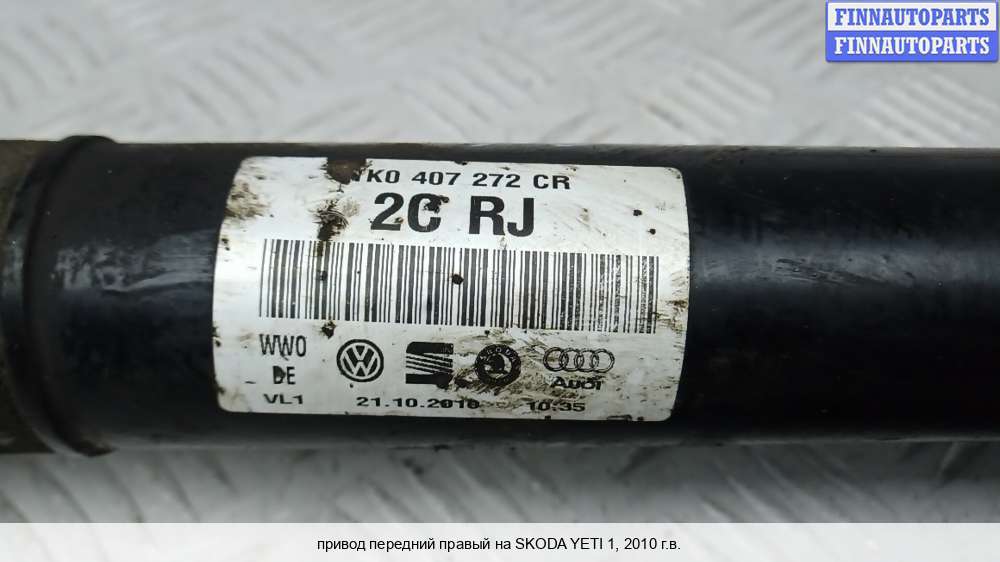 FINNAUTOPARTS
FINNAUTOPARTS
K0 407 272 CR
2C RJ
WW0
DE
AUDI
VL1 21.10.2010 10:35
привод передний правый на SKODA YETI 1, 2010 г.в.